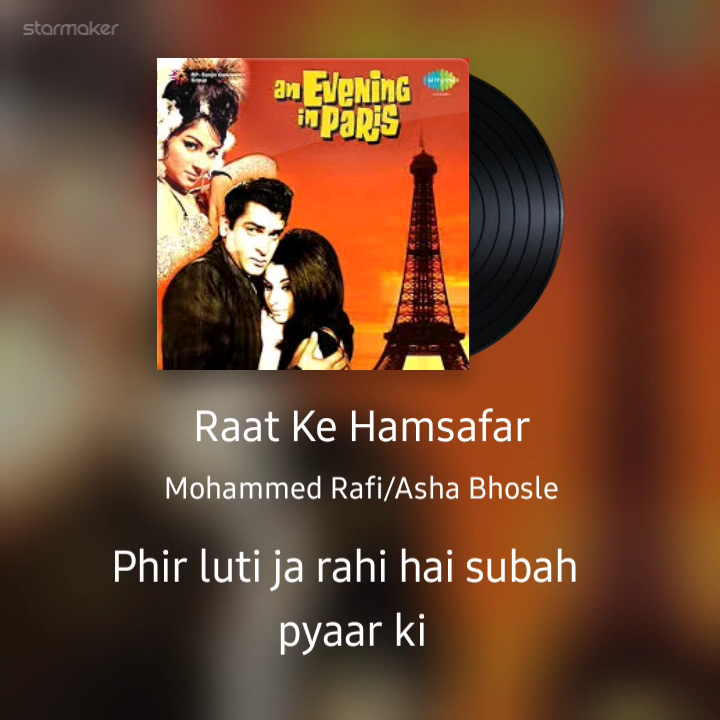 starmaker
an EVENING
in PARIS
Raat Ke Hamsafar
Mohammed Rafi/Asha Bhosle
Phir luti ja rahi hai subah
pyaar ki